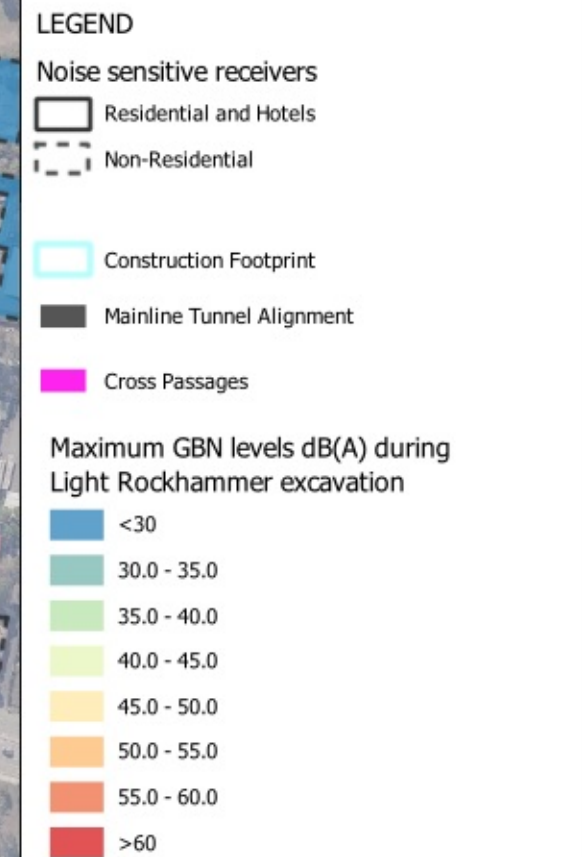 LEGEND
Noise sensitive receivers
Residential and Hotels
Non-Residential
Construction Footprint
Mainline Tunnel Alignment
Cross Passages
Maximum GBN levels dB(A) during
Light Rockhammer excavation
<30
30.0 - 35.0
35.0 - 40.0
40.0 - 45.0
45.0 - 50.0
50.0 - 55.0
55.0 - 60.0
>60